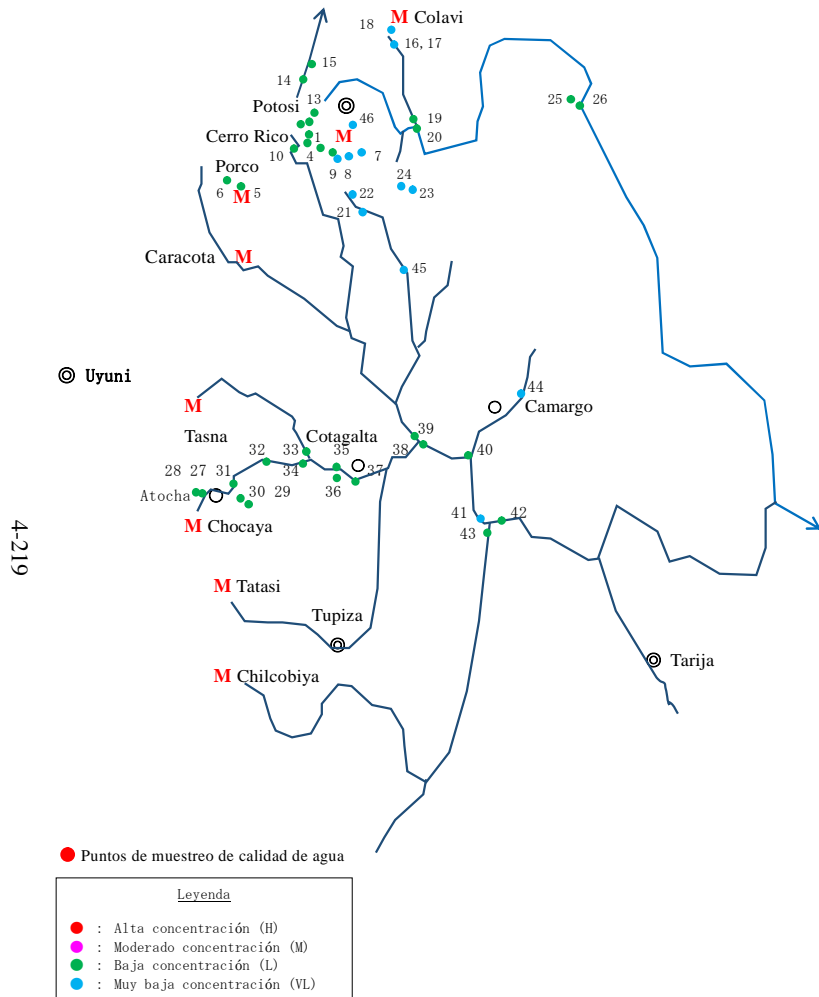 18
M Colavi
16, 17
15
14
Potosi
13
25
26
46
19
Cerro Rico
1
M
20
10
4
9
8
7
Porco
24
6
M
5
22
23
21
Caracota
M
45
Uyuni
44
M
Camargo
Tasna
Cotagalta
39
32
33
35
38
40
28
27
31
34
37
Atocha
30
29
36
M Chocaya
41
42
43
4-219
M Tatasi
Tupiza
Tarija
M Chilcobiya
Puntos de muestreo de calidad de agua
Leyenda
: Alta concentración (H)
: Moderado concentración (M)
: Baja concentración (L)
: Muy baja concentración (VL)